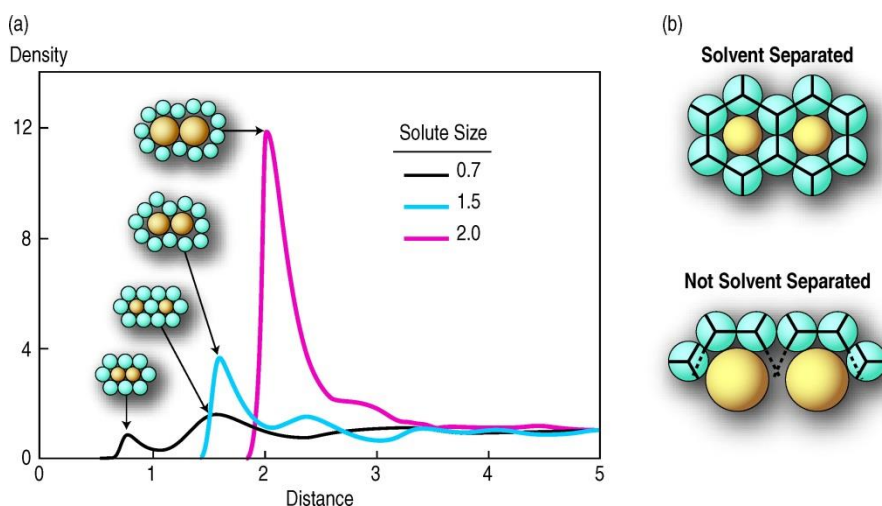 (a)
Density
12
8
4
0
0 1 2 3 4 5
Distance
Solute Size
0.7
1.5
2.0
(b)
Solvent Separated
Not Solvent Separated